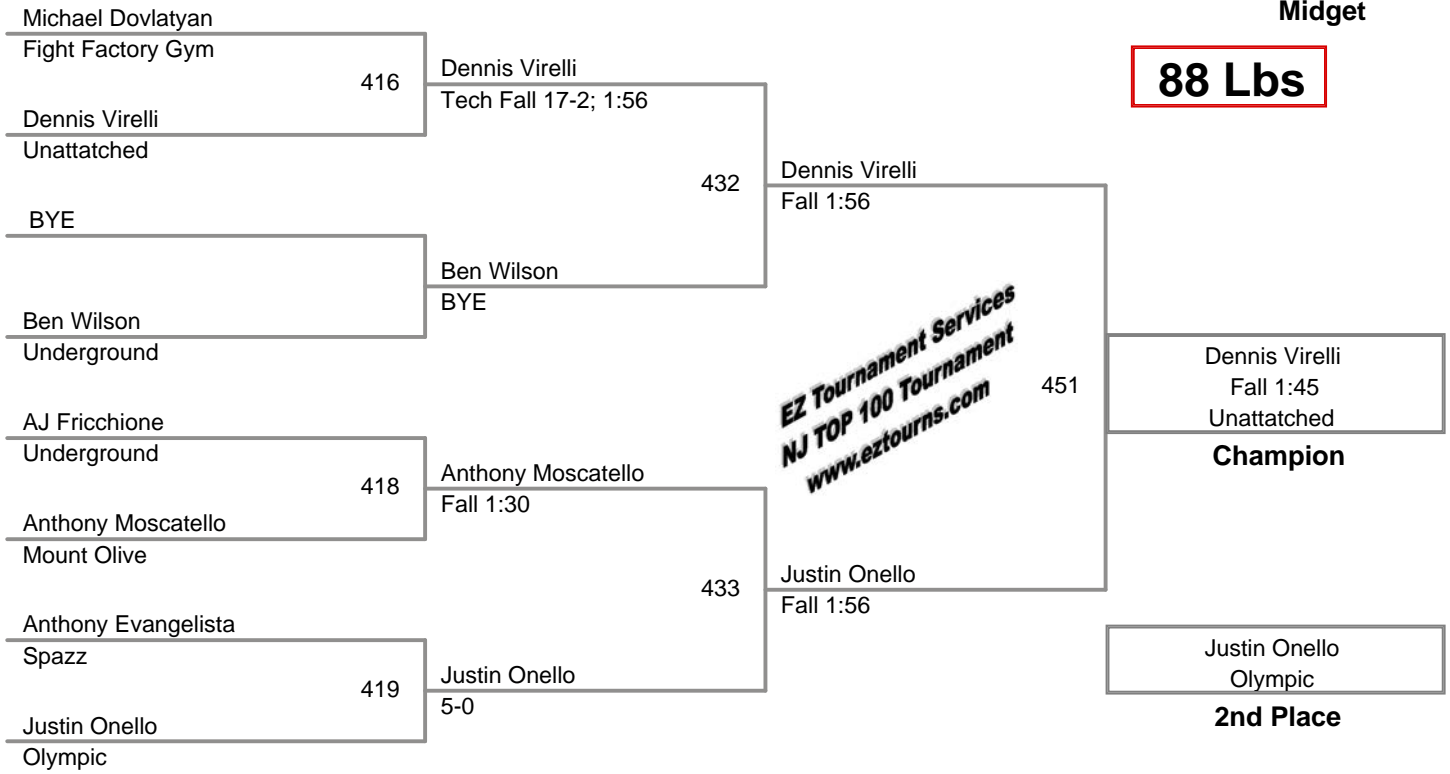 Midget
88 Lbs
Michael Dovlatyan
Fight Factory Gym
416
Dennis Virelli
Unattatched
BYE
Ben Wilson
Underground
AJ Fricchione
Underground
418
Anthony Moscatello
Mount Olive
Anthony Evangelista
Spazz
419
Justin Onello
Olympic
Dennis Virelli
Tech Fall 17-2; 1:56
432
Ben Wilson
BYE
Anthony Moscatello
Fall 1:30
433
Justin Onello
5-0
Dennis Virelli
Fall 1:56
EZ Tournament Services
NJ TOP 100 Tournament
www.eztourns.com
451
Justin Onello
Fall 1:56
Dennis Virelli
Fall 1:45
Unattatched
Champion
Justin Onello
Olympic
2nd Place